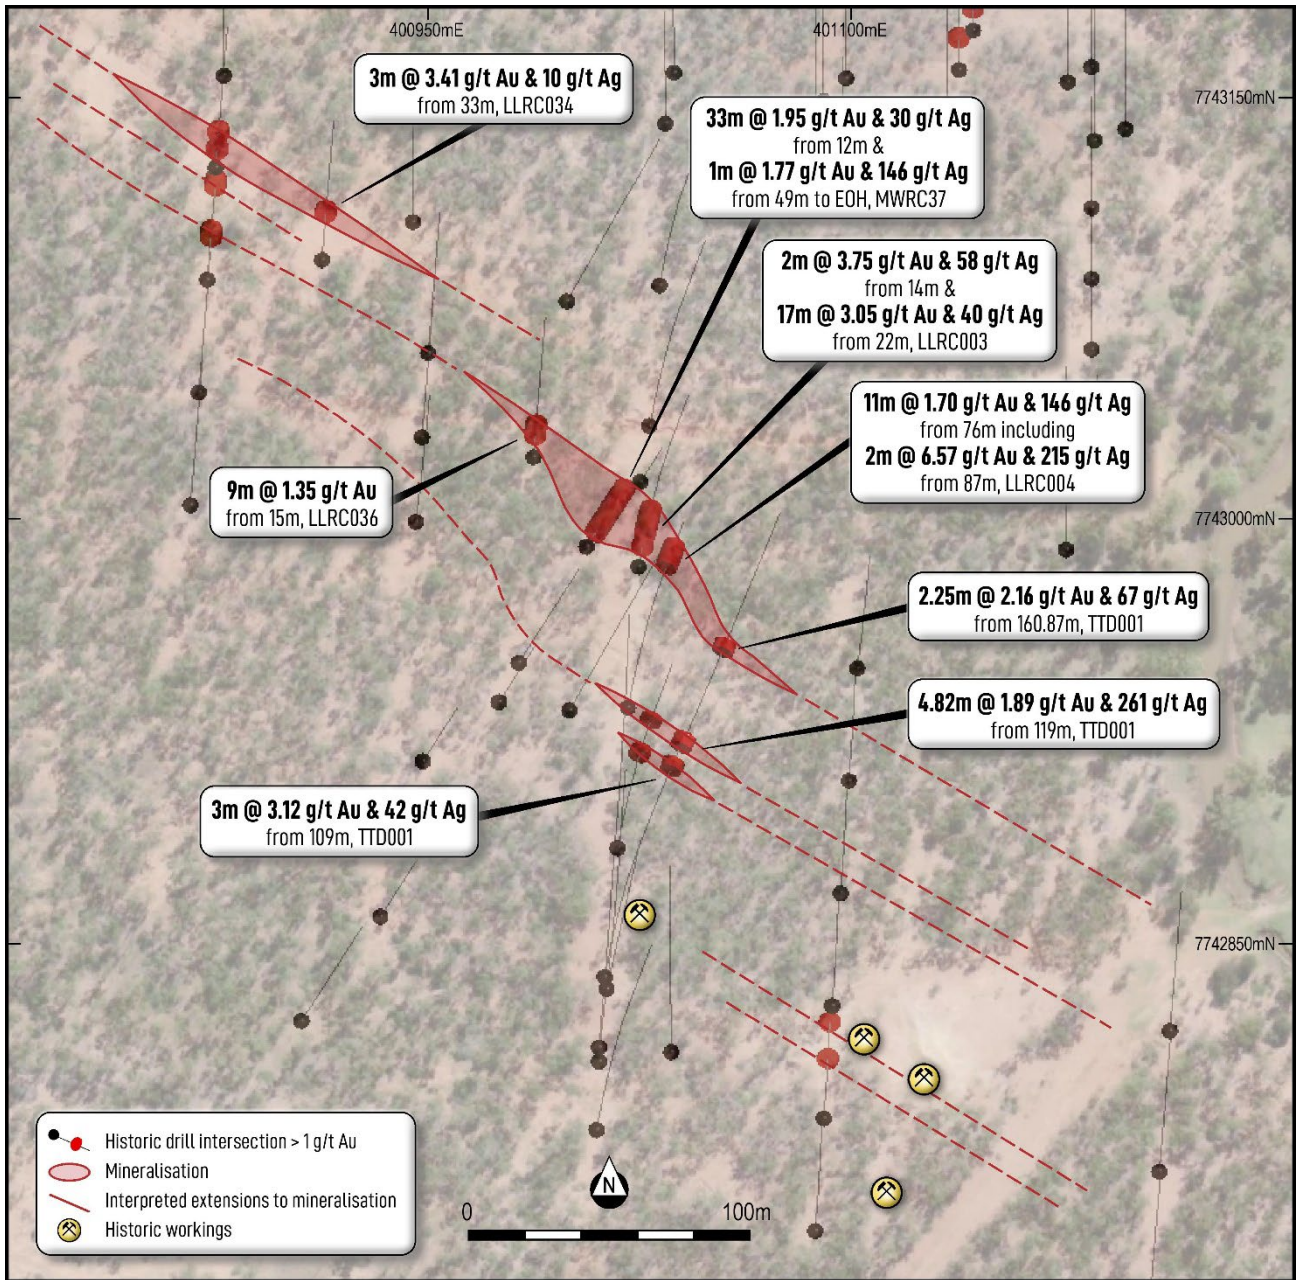 400950mE
401100mE
7743150mN
3m @ 3.41 g/t Au & 10 g/t Ag
from 33m, LLRC034
33m @ 1.95 g/t Au & 30 g/t Ag
from 12m &
1m @ 1.77 g/t Au & 146 g/t Ag
from 49m to EOH, MWRC37
2m @ 3.75 g/t Au & 58 g/t Ag
from 14m &
17m @ 3.05 g/t Au & 40 g/t Ag
from 22m, LLRC003
11m @ 1.70 g/t Au & 146 g/t Ag
from 76m including
2m @ 6.57 g/t Au & 215 g/t Ag
from 87m, LLRC004
9m @ 1.35 g/t Au
from 15m, LLRC036
7743000mN
2.25m @ 2.16 g/t Au & 67 g/t Ag
from 160.87m, TTD001
4.82m @ 1.89 g/t Au & 261 g/t Ag
from 119m, TTD001
3m @ 3.12 g/t Au & 42 g/t Ag
from 109m, TTD001
7742850mN
Historic drill intersection > 1 g/t Au
Mineralisation
Interpreted extensions to mineralisation
Historic workings
N
0
100m